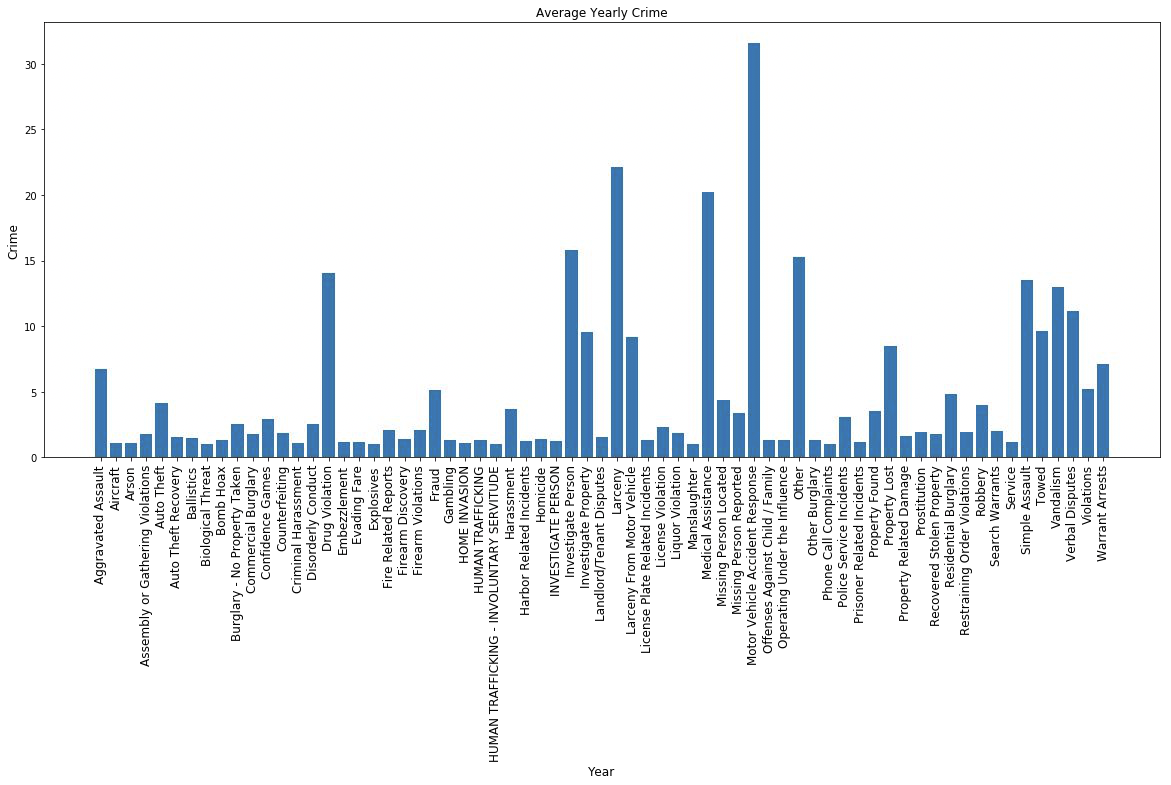 Average Yearly Crime
Crime
30
25
20
15
10
5
0
Aggravated Assault
Aircraft
Arson
Assembly or Gathering Violations
Auto Theft
Auto Theft Recovery
Ballistics
Biological Threat
Bomb Hoax
Burglary - No Property Taken
Commercial Burglary
Confidence Games
Counterfeiting
Criminal Harassment
Disorderly Conduct
Drug Violation
Embezzlement
Evading Fare
Explosives
Fire Related Reports
Firearm Discovery
Firearm Violations
Fraud
Gambling
HOME INVASION
HUMAN TRAFFICKING
HUMAN TRAFFICKING - INVOLUNTARY SERVITUDE
Harassment
Harbor Related Incidents
Homicide
INVESTIGATE PERSON
Investigate Person
Investigate Property
Landlord/Tenant Disputes
Larceny
Larceny From Motor Vehicle
License Plate Related Incidents
License Violation
Liquor Violation
Manslaughter
Medical Assistance
Missing Person Located
Missing Person Reported
Motor Vehicle Accident Response
Offenses Against Child / Family
Operating Under the Influence
Other
Other Burglary
Phone Call Complaints
Police Service Incidents
Prisoner Related Incidents
Property Found
Property Lost
Property Related Damage
Prostitution
Recovered Stolen Property
Residential Burglary
Restraining Order Violations
Robbery
Search Warrants
Service
Simple Assault
Towed
Vandalism
Verbal Disputes
Violations
Warrant Arrests
Year